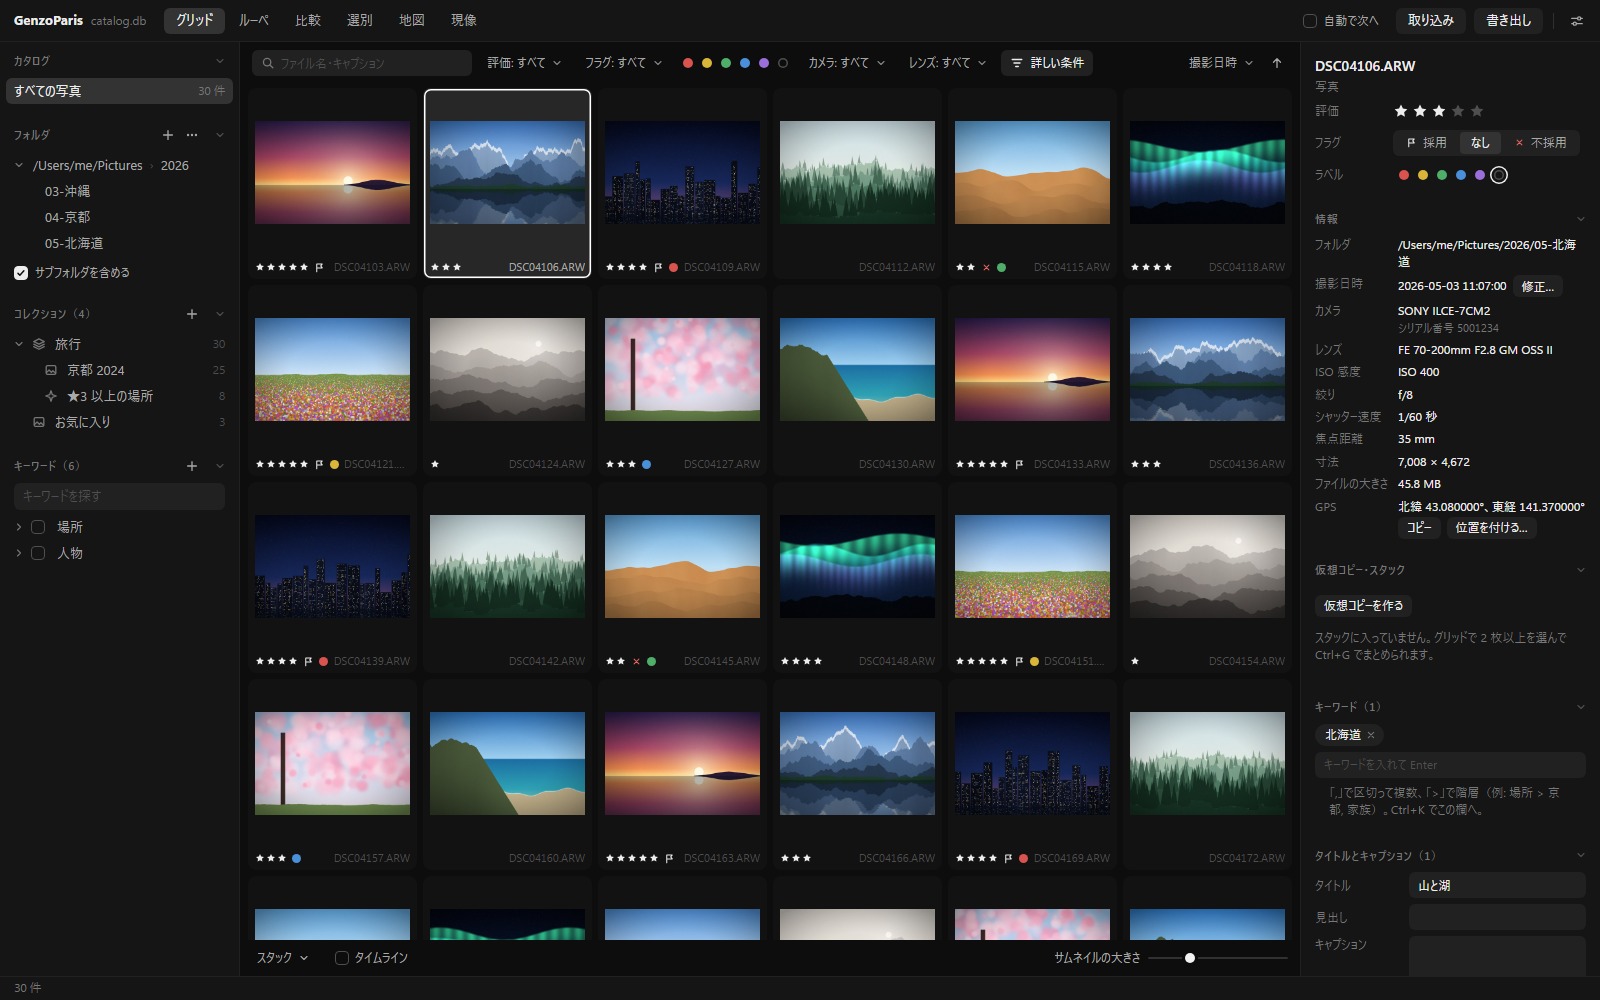 GenzoParis catalog.db グリッド ルーペ 比較 選別 地図 現像 自動で次へ 取り込み 書き出し
カタログ
すべての写真 30 件
フォルダ
/Users/me/Pictures › 2026
03-沖縄
04-京都
05-北海道
サブフォルダを含める
コレクション (4)
旅行 30
京都 2024 25
★3 以上の場所 8
お気に入り 3
キーワード (6)
キーワードを探す
場所
人物
ファイル名・キャプション 評価: すべて フラグ: すべて カメラ: すべて レンズ: すべて 詳しい条件 撮影日時
DSC04103.ARW DSC04106.ARW DSC04109.ARW DSC04112.ARW DSC04115.ARW DSC04118.ARW
DSC04121.... DSC04124.ARW DSC04127.ARW DSC04130.ARW DSC04133.ARW DSC04136.ARW
DSC04139.ARW DSC04142.ARW DSC04145.ARW DSC04148.ARW DSC04151.... DSC04154.ARW
DSC04157.ARW DSC04160.ARW DSC04163.ARW DSC04166.ARW DSC04169.ARW DSC04172.ARW
スタック タイムライン サムネイルの大きさ
DSC04106.ARW
写真
評価 ★★★★★
フラグ 採用 なし 不採用
ラベル
情報
フォルダ /Users/me/Pictures/2026/05-北海
道
撮影日時 2026-05-03 11:07:00 修正...
カメラ SONY ILCE-7CM2
シリアル番号 5001234
レンズ FE 70-200mm F2.8 GM OSS II
ISO 感度 ISO 400
絞り f/8
シャッター速度 1/60 秒
焦点距離 35 mm
寸法 7,008 × 4,672
ファイルの大きさ 45.8 MB
GPS 北緯 43.080000°、東経 141.370000°
コピー 位置を付ける...
仮想コピー・スタック
仮想コピーを作る
スタックに入っていません。グリッドで 2 枚以上を選んで
Ctrl+G でまとめられます。
キーワード (1)
北海道 ×
キーワードを入れて Enter
「,」で区切って複数、「>」で階層（例: 場所 > 京
都, 家族）。Ctrl+K でこの欄へ。
タイトルとキャプション (1)
タイトル 山と湖
見出し
キャプション
30 件